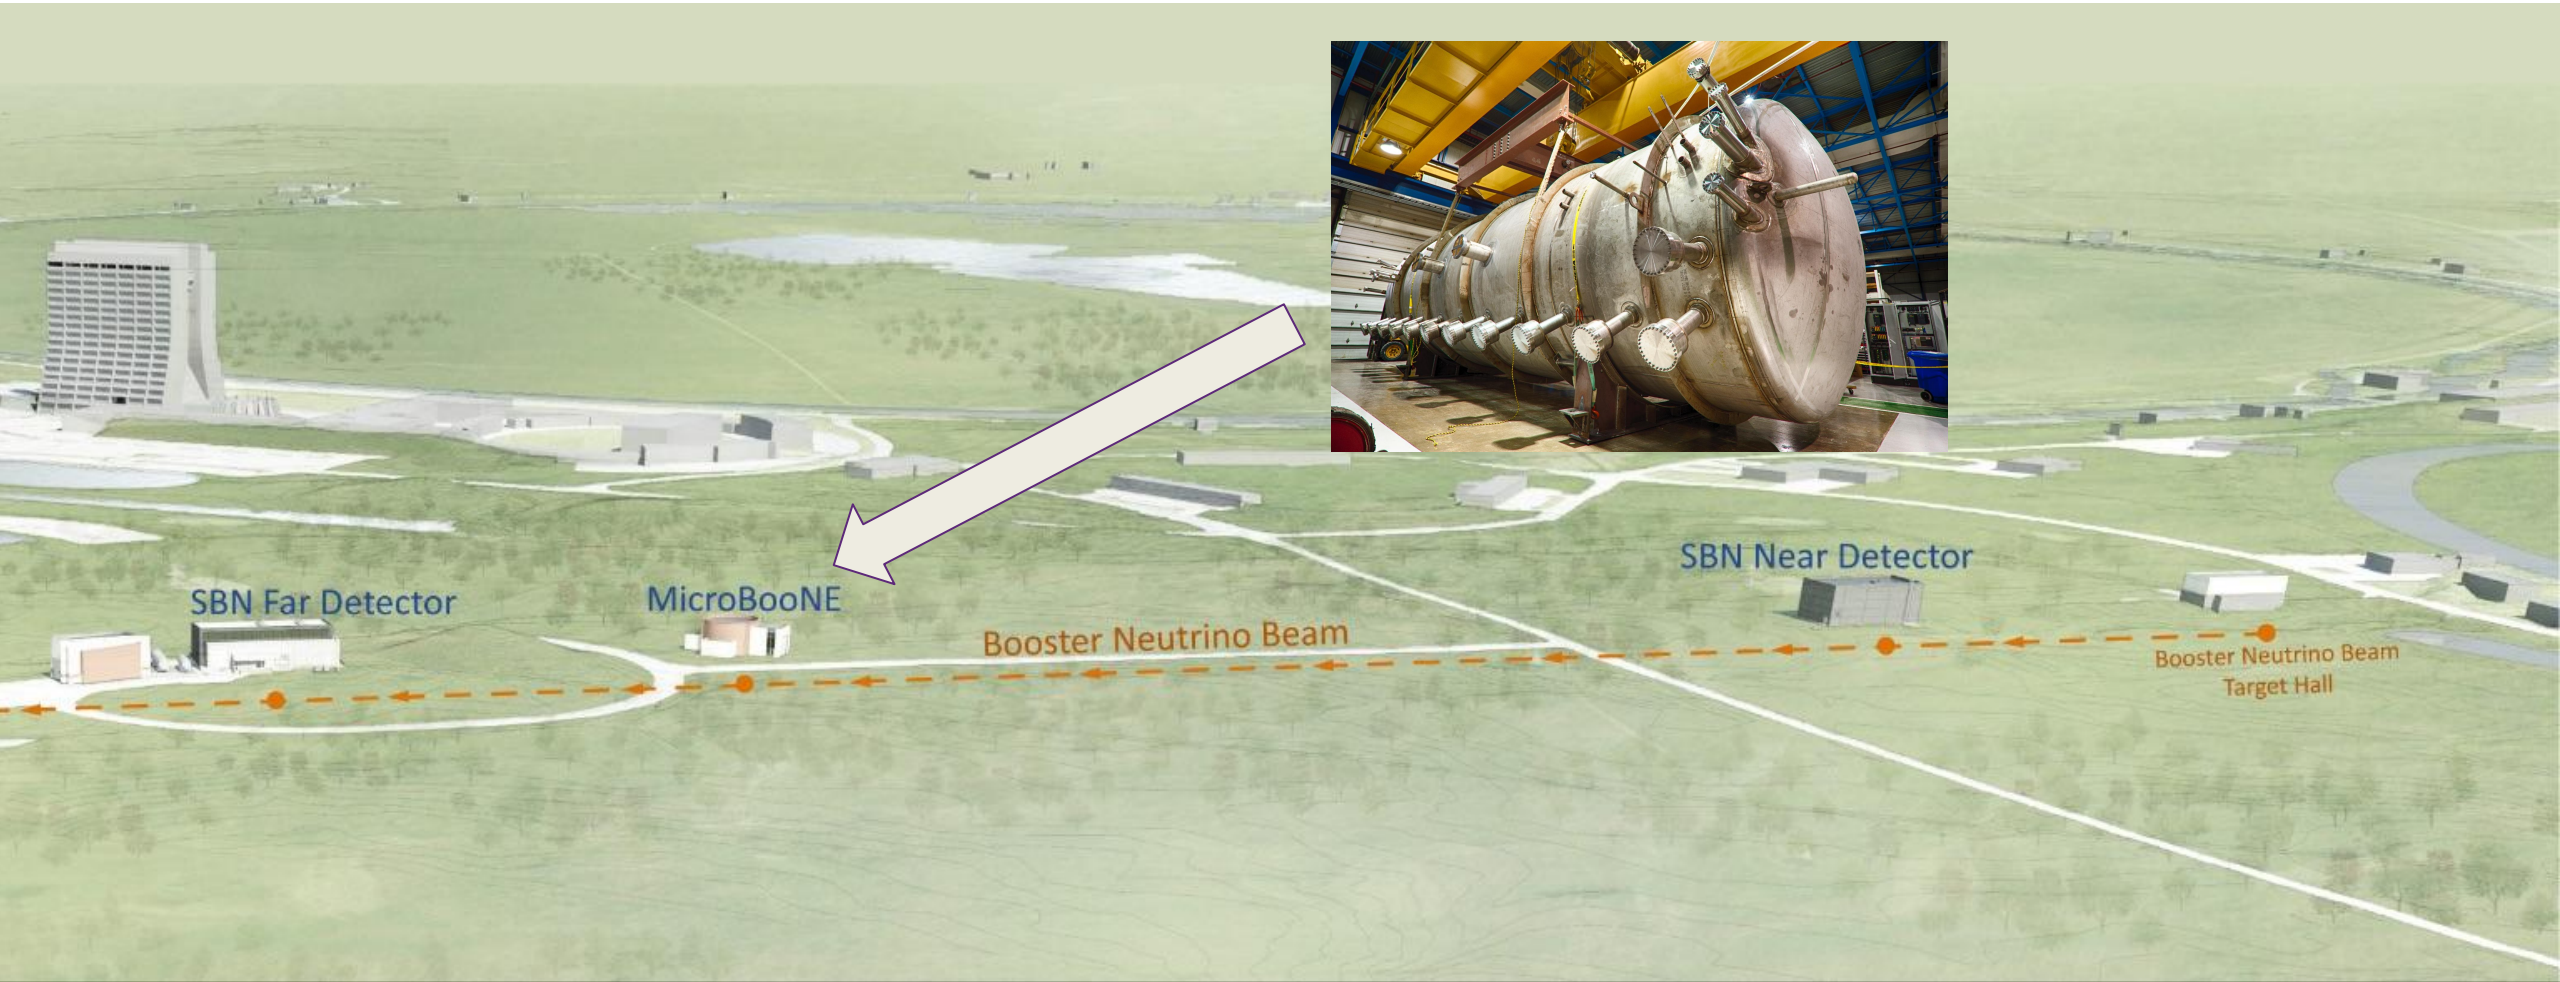 SBN Near Detector
SBN Far Detector
MicroBooNE
Booster Neutrino Beam
Booster Neutrino Beam
Target Hall